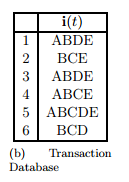 i(t)
1 ABDE
2 BCE
3 ABDE
4 ABCE
5 ABCDE
6 BCD
(b) Transaction
Database